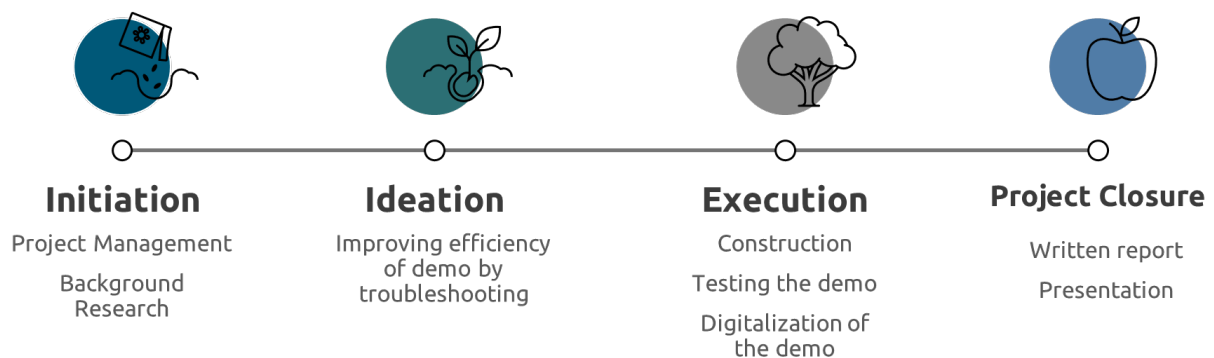 Initiation
Project Management
Background
Research
Ideation
Improving efficiency
of demo by
troubleshooting
Execution
Construction
Testing the demo
Digitalization of
the demo
Project Closure
Written report
Presentation